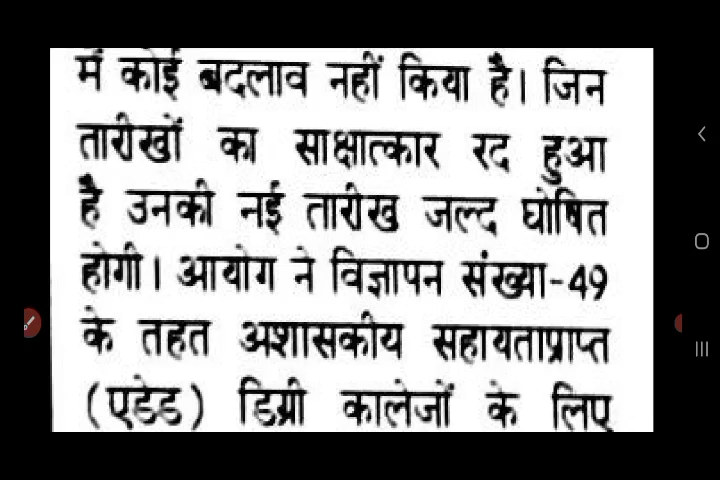 में कोई बदलाव नहीं किया है। जिन
तारीखों का साक्षात्कार रद हुआ
है उनकी नई तारीख जल्द घोषित
होगी। आयोग ने विज्ञापन संख्या-49
के तहत अशासकीय सहायताप्राप्त
(एडेड) डिग्री कालेजों के लिए